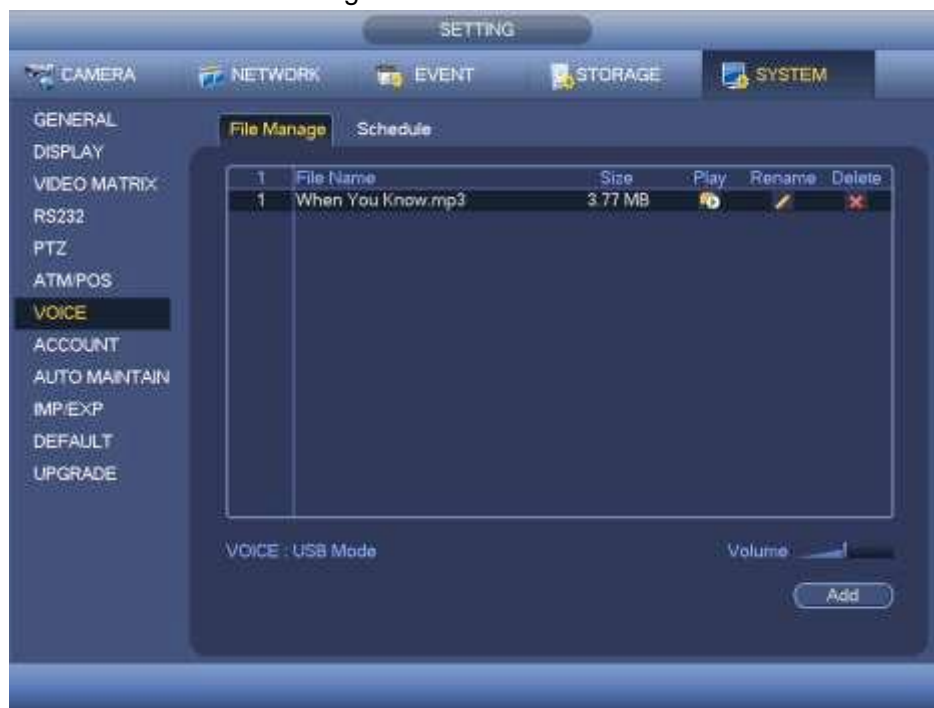 SETTING
CAMERA NETWORK EVENT STORAGE SYSTEM
GENERAL
DISPLAY
VIDEO MATRIX
RS232
PTZ
ATM/POS
VOICE
ACCOUNT
AUTO MAINTAIN
IMP/EXP
DEFAULT
UPGRADE
File Manage Schedule
1 File Name Size Play Rename Delete
1 When You Know.mp3 3.77 MB
VOICE : USB Mode Volume
Add